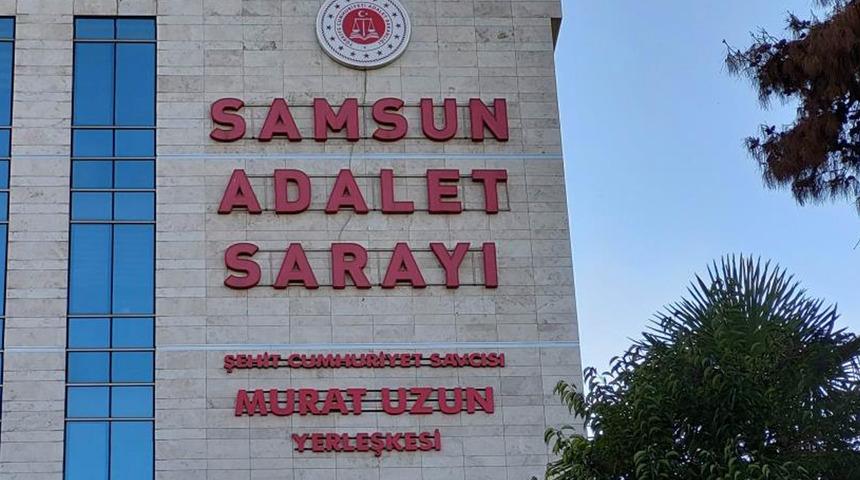 SAMSUN
ADALET
SARAYI
ŞEHİT CUMHURİYET SAVCISI
MURAT UZUN
YERLEŞKESİ